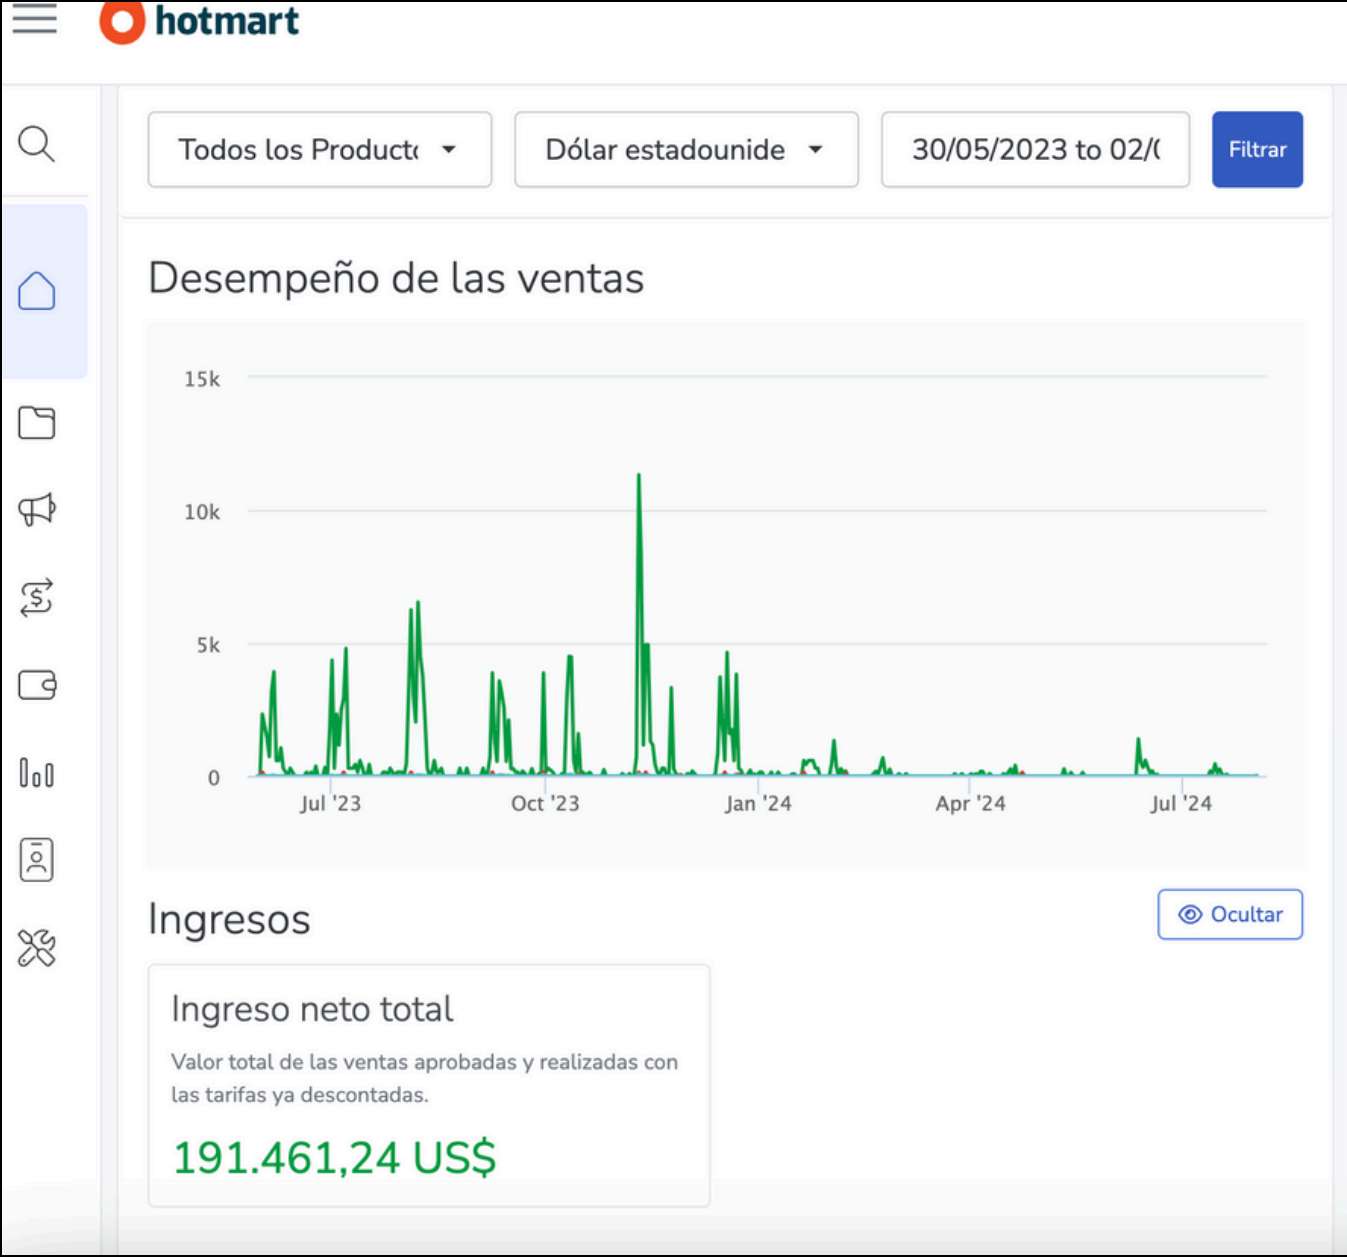 hotmart
Todos los Producto
Dólar estadounide
30/05/2023 to 02/
Filtrar
Desempeño de las ventas
15k
10k
5k
0
Jul '23
Oct '23
Jan '24
Apr '24
Jul '24
Ingresos
Ocultar
Ingreso neto total
Valor total de las ventas aprobadas y realizadas con
las tarifas ya descontadas.
191.461,24 US$